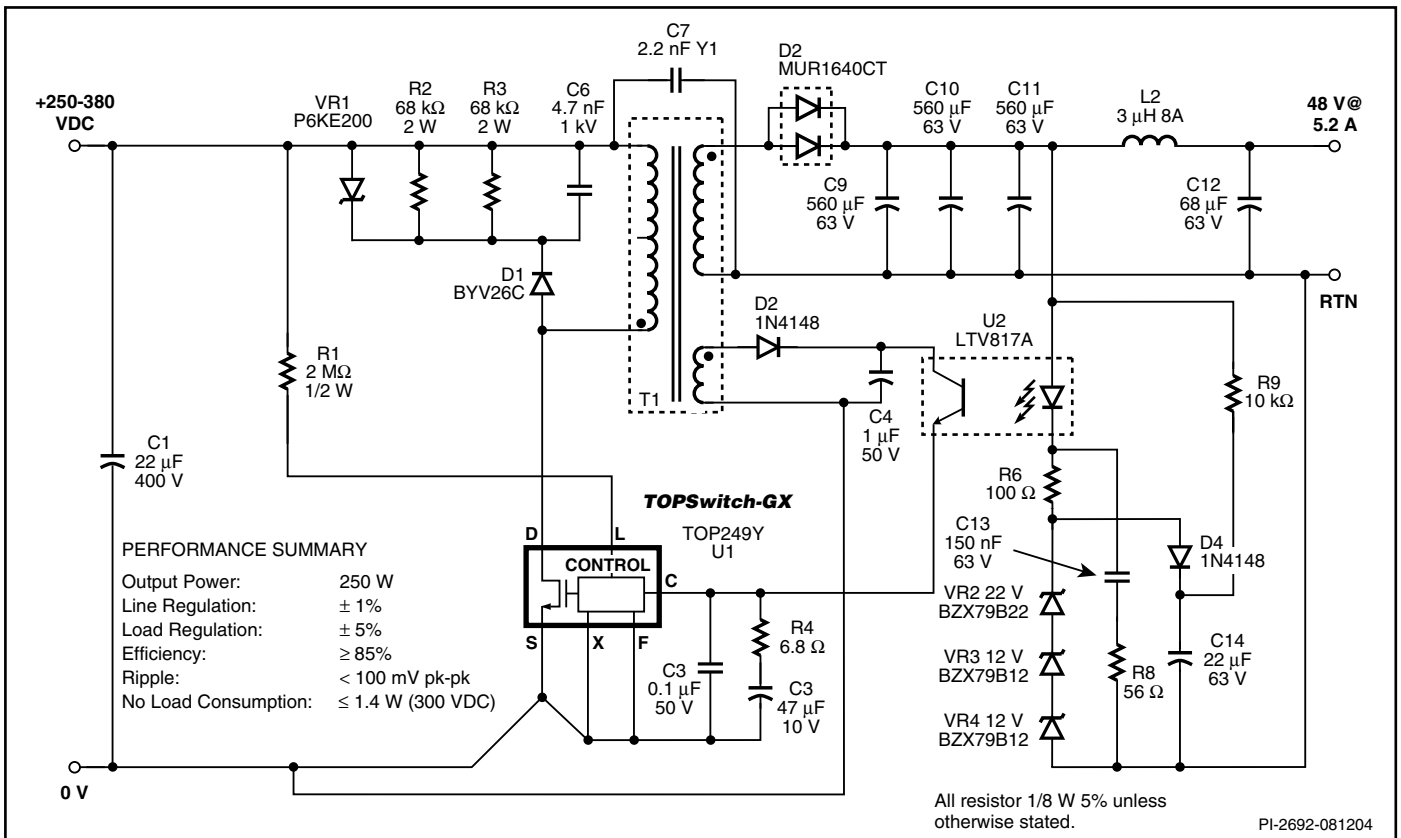 C7
2.2 nF Y1
D2
MUR1640CT
+250-380
VDC
VR1
P6KE200
R2
68 kΩ
2 W
R3
68 kΩ
2 W
C6
4.7 nF
1 kV
C10
560 µF
63 V
C11
560 µF
63 V
L2
3 µH 8A
48 V@
5.2 A
C9
560 µF
63 V
C12
68 µF
63 V
D1
BYV26C
RTN
D2
1N4148
U2
LTV817A
R1
2 MΩ
1/2 W
T1
C4
1 µF
50 V
R9
10 kΩ
C1
22 µF
400 V
R6
100 Ω
TOPSwitch-GX
TOP249Y
U1
C13
150 nF
63 V
D4
1N4148
D
L
CONTROL
C
S
X
F
PERFORMANCE SUMMARY
Output Power: 250 W
Line Regulation: ± 1%
Load Regulation: ± 5%
Efficiency: ≥ 85%
Ripple: < 100 mV pk-pk
No Load Consumption: ≤ 1.4 W (300 VDC)
VR2 22 V
BZX79B22
R4
6.8 Ω
C3
0.1 µF
50 V
C3
47 µF
10 V
VR3 12 V
BZX79B12
R8
56 Ω
C14
22 µF
63 V
VR4 12 V
BZX79B12
0 V
All resistor 1/8 W 5% unless
otherwise stated.
PI-2692-081204